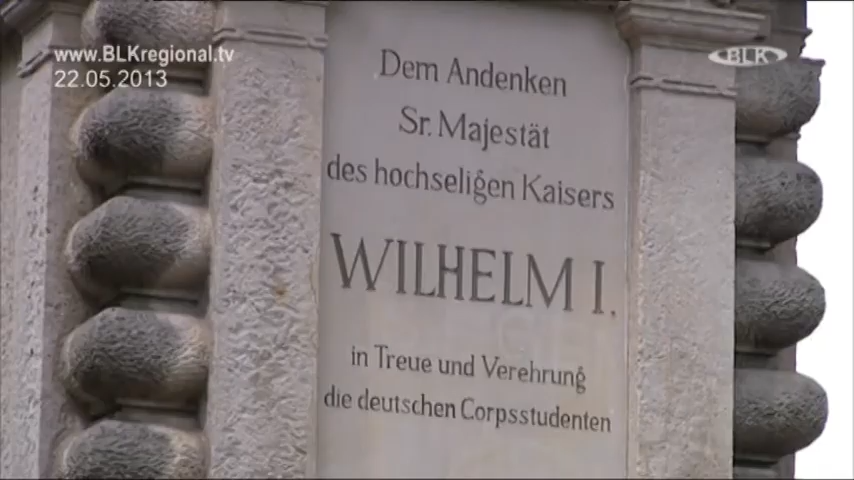 www.BLKregional.tv
22.05.2013
BLK
Dem Andenken
Sr. Majestät
des hochseligen Kaisers
WILHELM I.
in Treue und Verehrung
die deutschen Corpsstudenten